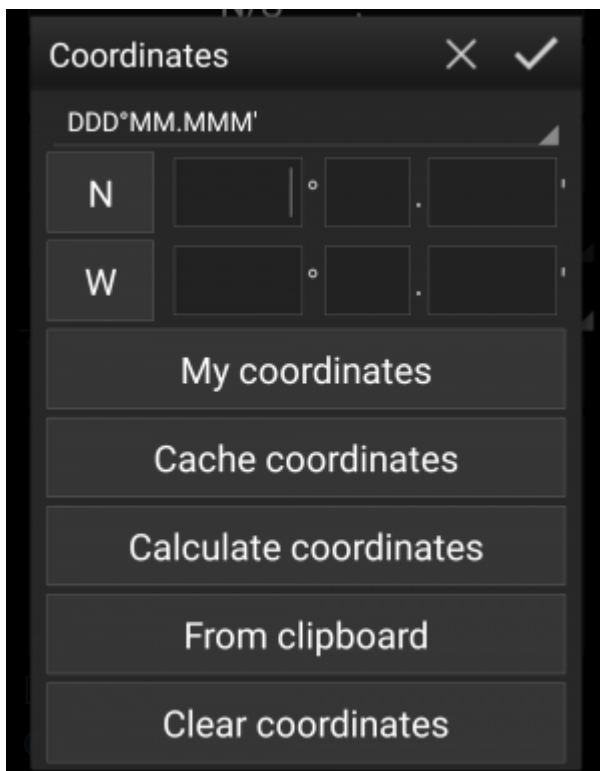 Coordinates
DDD°MM.MMM'
N ° . '
W ° . '
My coordinates
Cache coordinates
Calculate coordinates
From clipboard
Clear coordinates